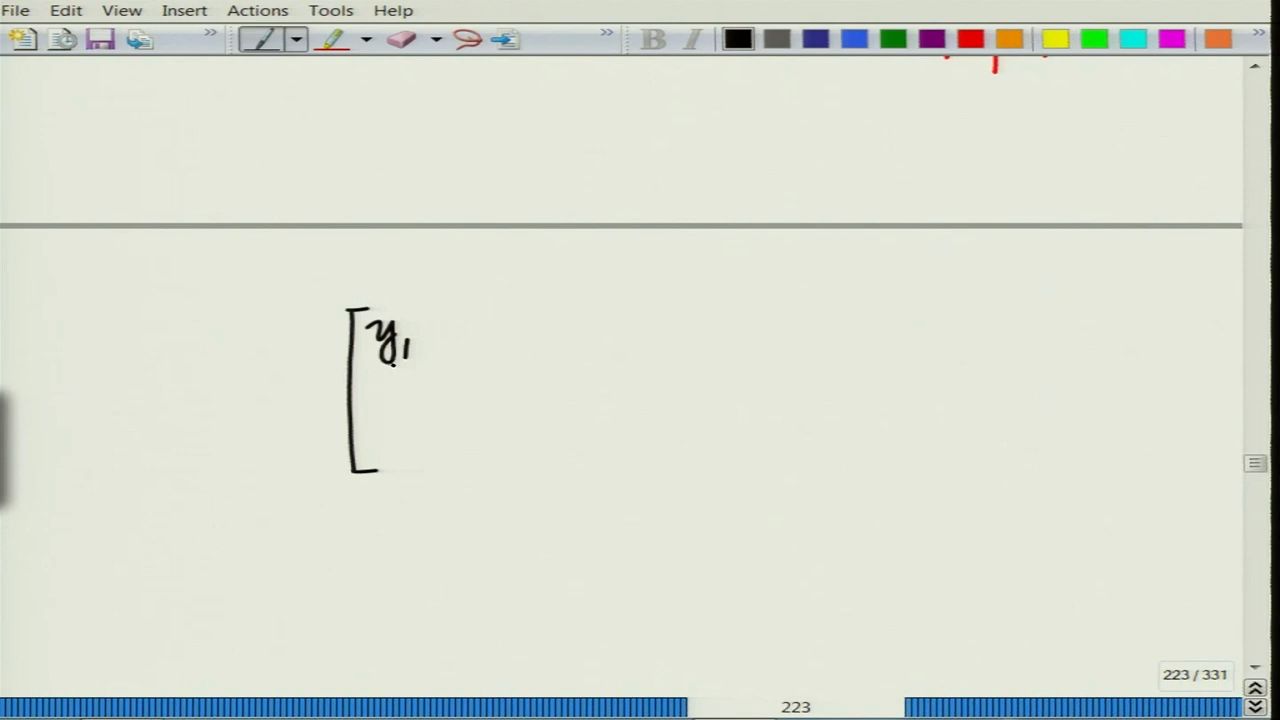 File Edit View Insert Actions Tools Help
B I
[y₁
223 / 331
223